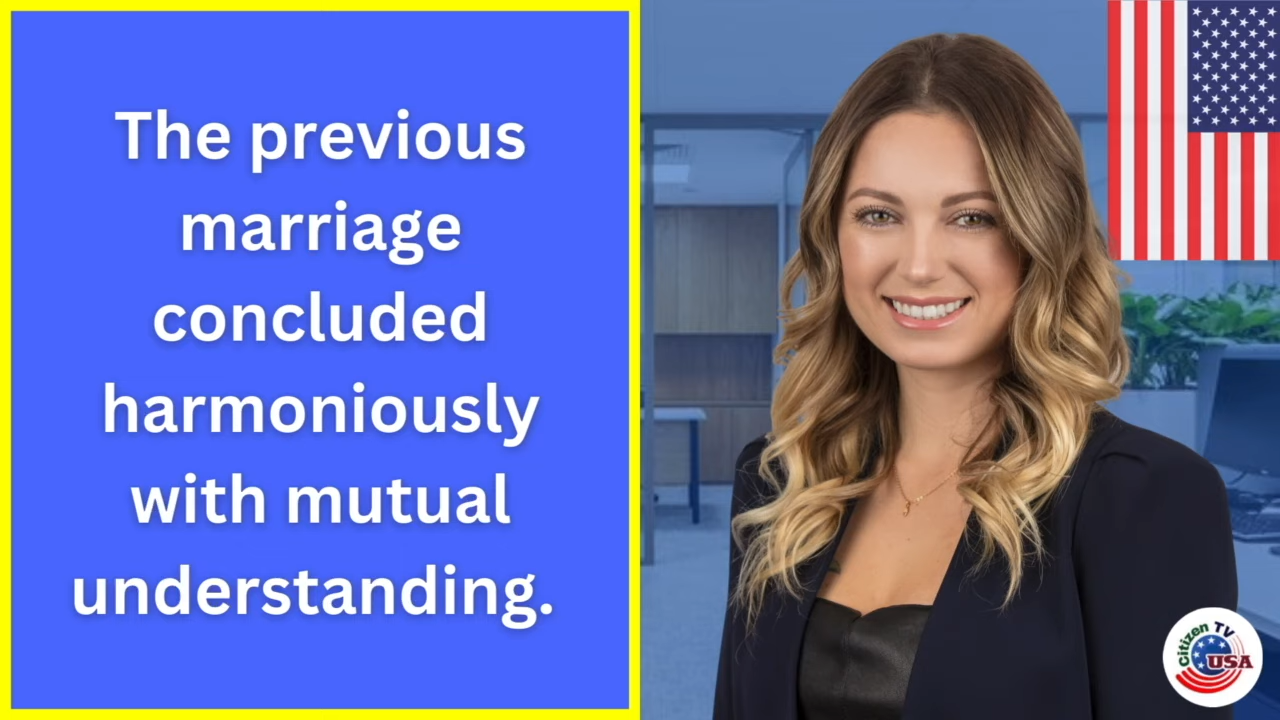 The previous
marriage
concluded
harmoniously
with mutual
understanding.
Citizen TV
USA